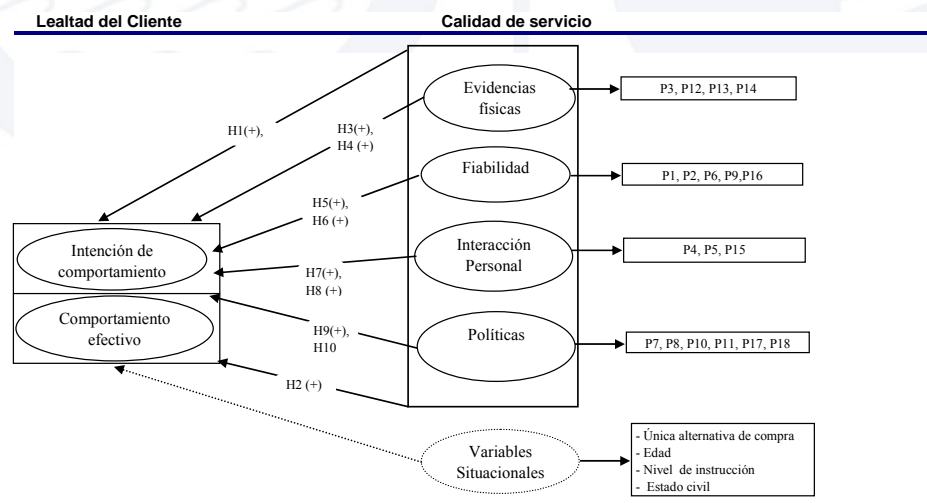 Lealtad del Cliente
Calidad de servicio
Evidencias
físicas
P3, P12, P13, P14
H1(+),
H3(+),
H4 (+)
Fiabilidad
P1, P2, P6, P9,P16
H5(+),
H6 (+)
Intención de
comportamiento
Interacción
Personal
P4, P5, P15
H7(+),
H8 (+)
Comportamiento
efectivo
H9(+),
H10
Políticas
P7, P8, P10, P11, P17, P18
H2 (+)
Variables
Situacionales
- Única alternativa de compra
- Edad
- Nivel de instrucción
- Estado civil